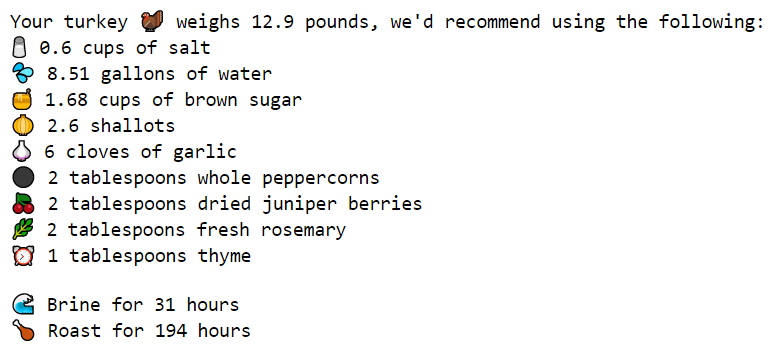 Your turkey 🦃 weighs 12.9 pounds, we'd recommend using the following:
🧂 0.6 cups of salt
💦 8.51 gallons of water
🍯 1.68 cups of brown sugar
🧅 2.6 shallots
🧄 6 cloves of garlic
⚫ 2 tablespoons whole peppercorns
🍒 2 tablespoons dried juniper berries
🌿 2 tablespoons fresh rosemary
⏰ 1 tablespoons thyme
🌊 Brine for 31 hours
🍗 Roast for 194 hours